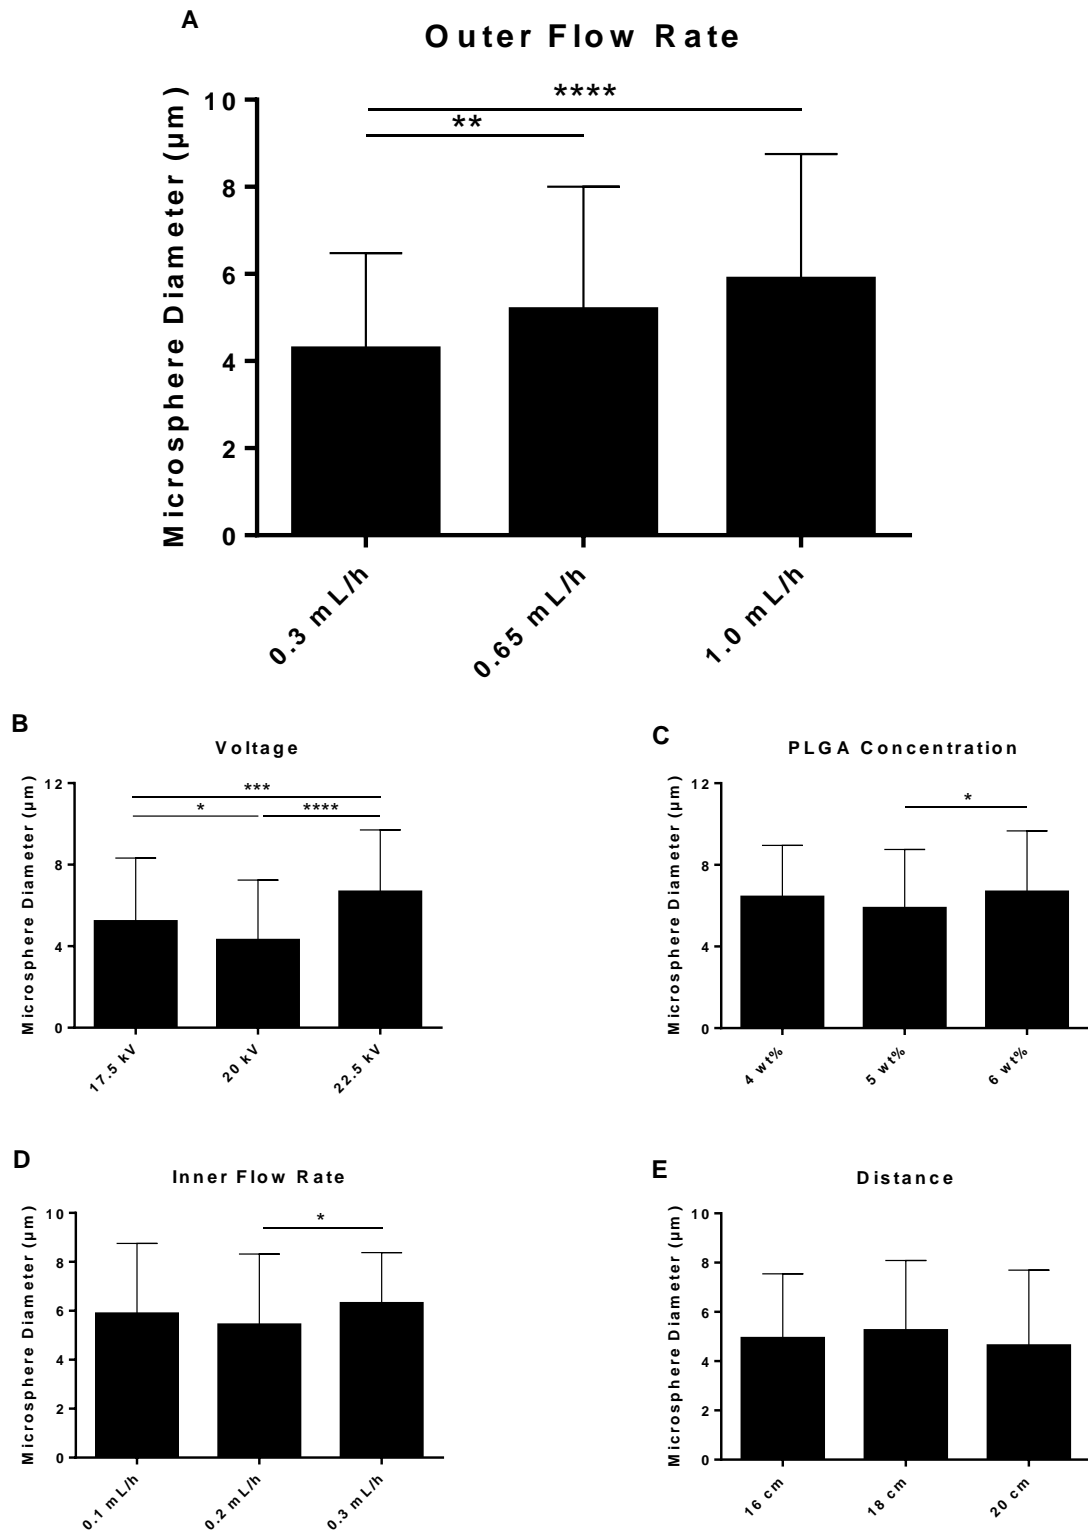 A
Outer Flow Rate
Microsphere Diameter (µm)
10
8
6
4
2
0
****
**
0.3 mL/h
0.65 mL/h
1.0 mL/h
B
Voltage
Microsphere Diameter (µm)
12
8
4
0
***
*
****
17.5 kV
20 kV
22.5 kV
C
PLGA Concentration
Microsphere Diameter (µm)
12
8
4
0
*
4 wt%
5 wt%
6 wt%
D
Inner Flow Rate
Microsphere Diameter (µm)
10
8
6
4
2
0
*
0.1 mL/h
0.2 mL/h
0.3 mL/h
E
Distance
Microsphere Diameter (µm)
10
8
6
4
2
0
16 cm
18 cm
20 cm